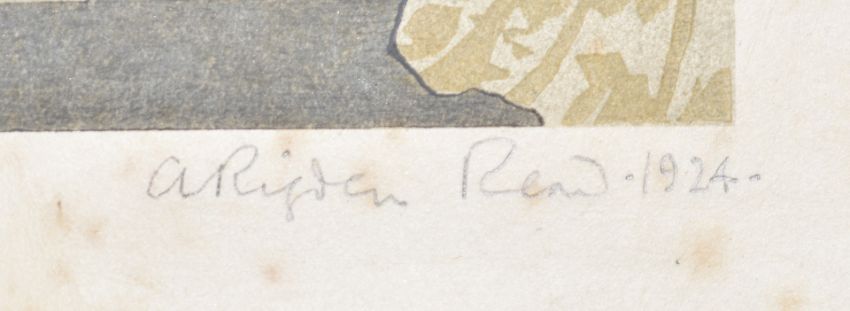 A Rigden Read · 1924 ·